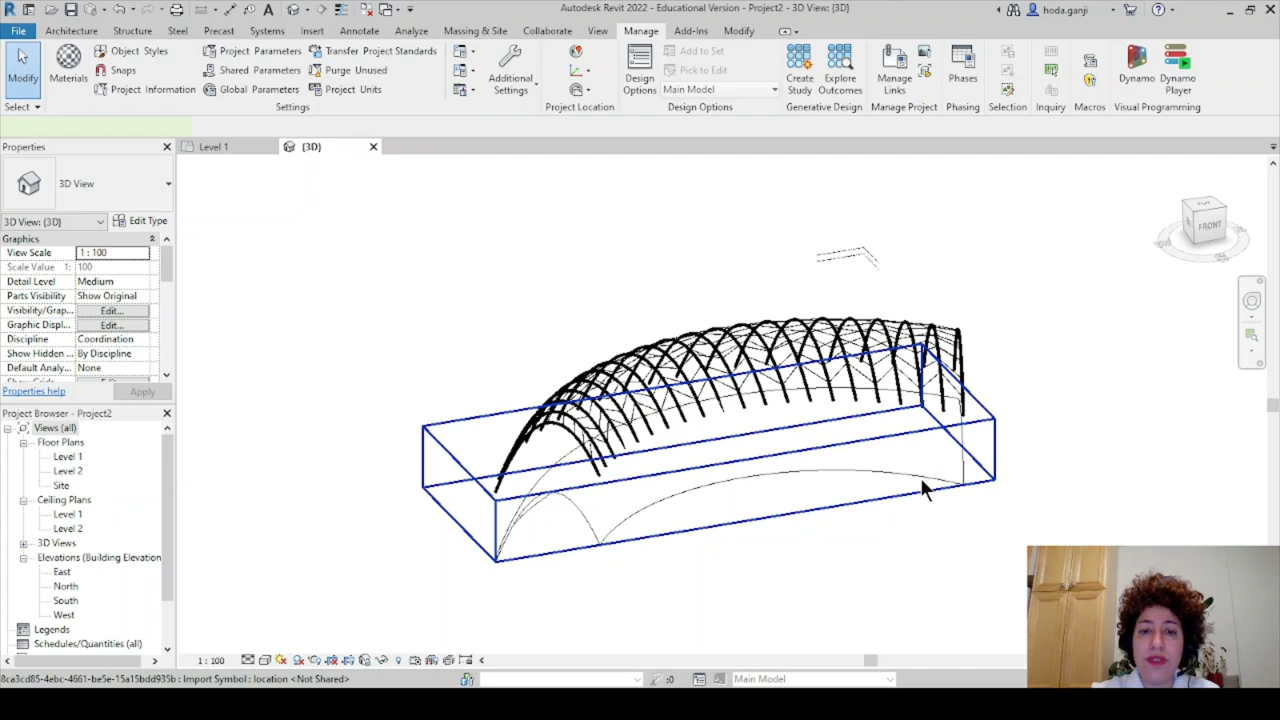 Autodesk Revit 2022 - Educational Version - Project2 - 3D View: {3D}
hoda.ganji
File Architecture Structure Steel Precast Systems Insert Annotate Analyze Massing & Site Collaborate View Manage Add-Ins Modify
Object Styles Project Parameters Transfer Project Standards
Snaps Shared Parameters Purge Unused
Project Information Global Parameters Project Units
Modify
Materials
Additional
Settings
Add to Set
Pick to Edit
Design
Options
Main Model
Create
Study
Explore
Outcomes
Manage
Links
Phases
Dynamo
Dynamo
Player
Select Settings Project Location Design Options Generative Design Manage Project Phasing Selection Inquiry Macros Visual Programming
Properties
Level 1
{3D}
3D View
3D View: {3D}
Edit Type
Graphics
View Scale 1 : 100
Scale Value 1: 100
Detail Level Medium
Parts Visibility Show Original
Visibility/Grap... Edit...
Graphic Displ... Edit...
Discipline Coordination
Show Hidden ... By Discipline
Default Analy... None
Properties help
Apply
Project Browser - Project2
Views (all)
Floor Plans
Level 1
Level 2
Site
Ceiling Plans
Level 1
Level 2
3D Views
Elevations (Building Elevation
East
North
South
West
Legends
Schedules/Quantities (all)
FRONT
1 : 100
8ca3cd85-4ebc-4661-be5e-15a15bdd935b : Import Symbol : location <Not Shared>
:0
Main Model